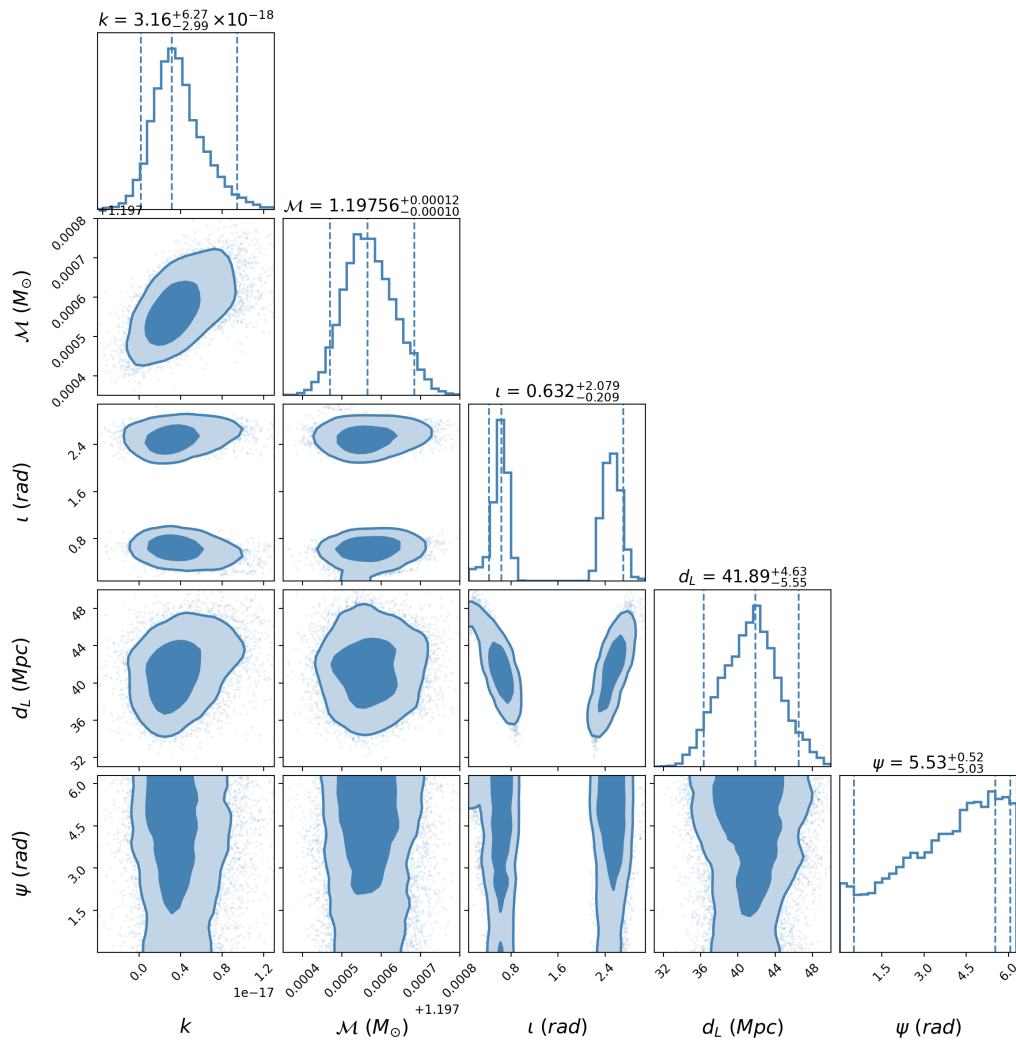 k = 3.16^{+6.27}_{-2.99} ×10^{-18}
+1.197
ℳ = 1.19756^{+0.00012}_{-0.00010}
0.0008
0.0007
0.0006
0.0005
0.0004
ℳ (M_⊙)
ι = 0.632^{+2.079}_{-0.209}
2.4
1.6
0.8
ι (rad)
d_L = 41.89^{+4.63}_{-5.55}
48
44
40
36
32
d_L (Mpc)
ψ = 5.53^{+0.52}_{-5.03}
6.0
4.5
3.0
1.5
ψ (rad)
0.0 0.4 0.8 1.2
1e−17
k
0.0004 0.0005 0.0006 0.0007 0.0008
+1.197
ℳ (M_⊙)
0.8 1.6 2.4
ι (rad)
32 36 40 44 48
d_L (Mpc)
1.5 3.0 4.5 6.0
ψ (rad)